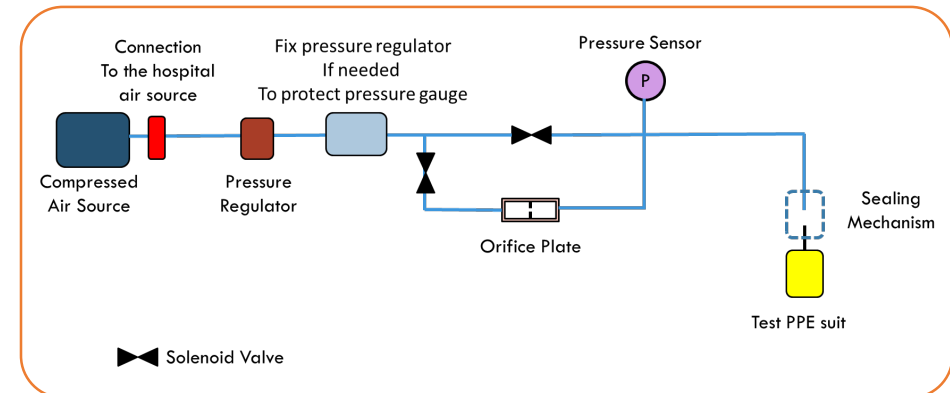 Connection
To the hospital
air source
Fix pressure regulator
If needed
To protect pressure gauge
Pressure Sensor
P
Compressed
Air Source
Pressure
Regulator
Orifice Plate
Sealing
Mechanism
Test PPE suit
Solenoid Valve